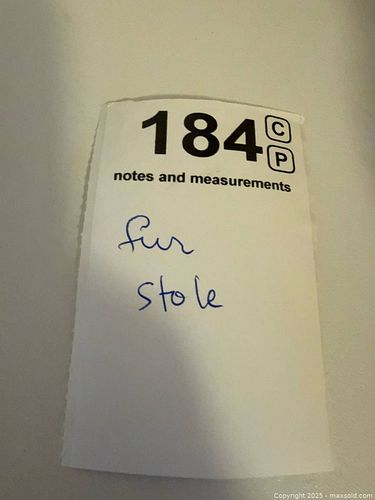 184 C
P
notes and measurements
fur
stole
Copyright 2025 - maxsold.com